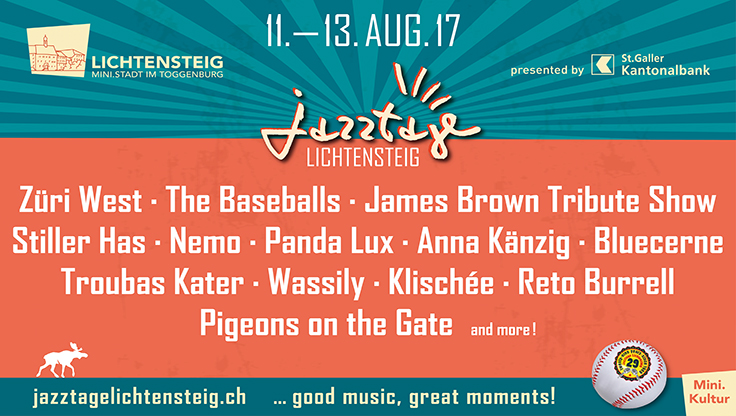 11.—13. AUG. 17
LICHTENSTEIG
MINI.STADT IM TOGGENBURG
presented by
St.Galler
Kantonalbank
jazztage
LICHTENSTEIG
Züri West · The Baseballs · James Brown Tribute Show
Stiller Has · Nemo · Panda Lux · Anna Känzig · Bluecerne
Troubas Kater · Wassily · Klischée · Reto Burrell
Pigeons on the Gate and more!
29
jazztagelichtensteig.ch ... good music, great moments!
Mini.
Kultur